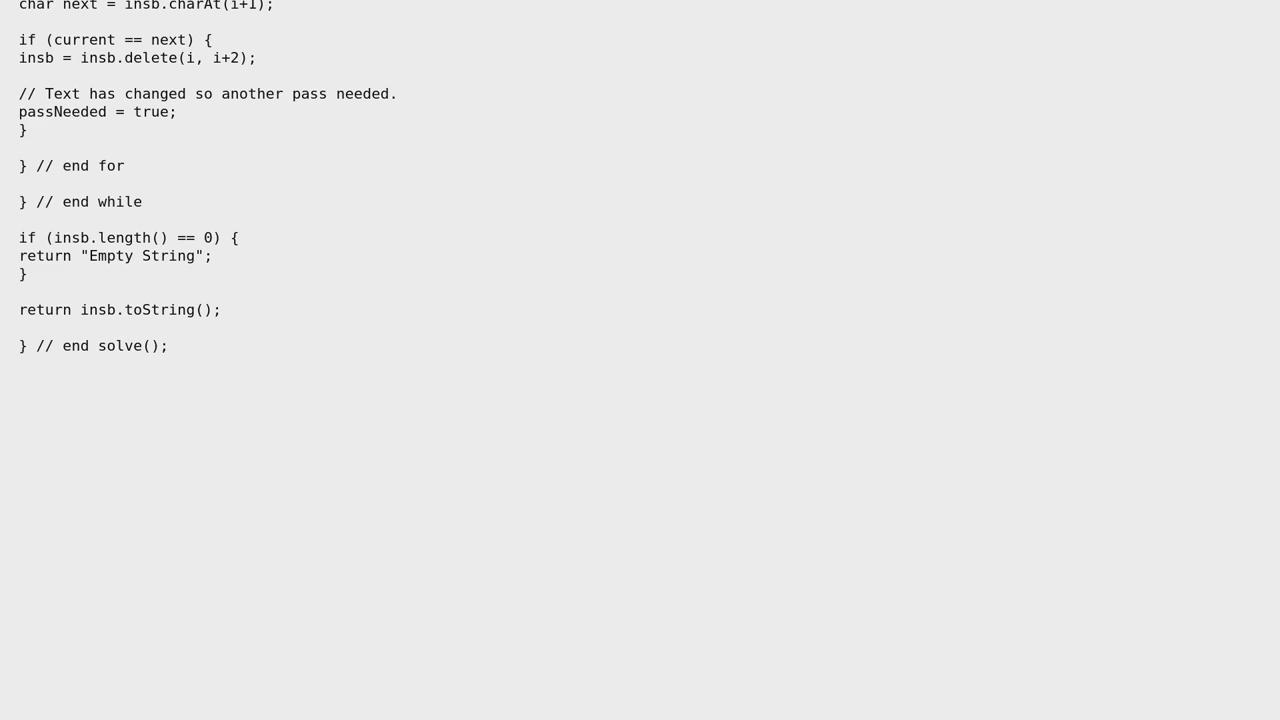 char next = insb.charAt(i+1);
if (current == next) {
insb = insb.delete(i, i+2);
// Text has changed so another pass needed.
passNeeded = true;
}
} // end for
} // end while
if (insb.length() == 0) {
return "Empty String";
}
return insb.toString();
} // end solve();